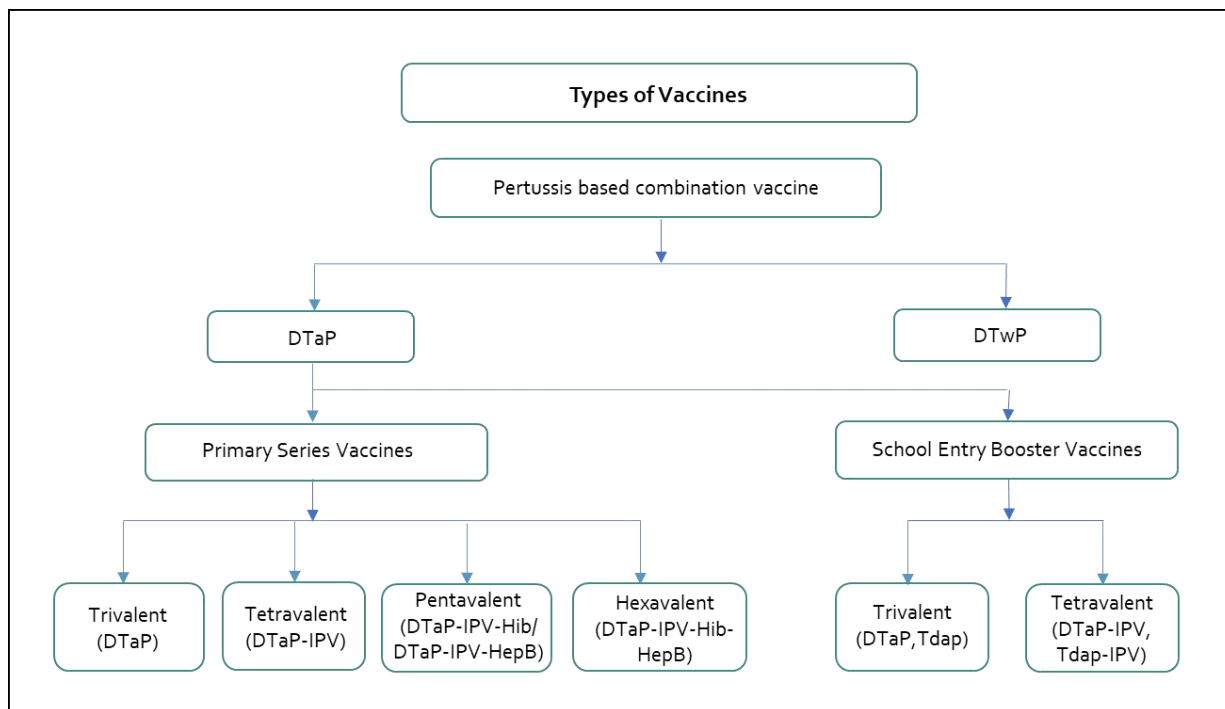 Types of Vaccines
Pertussis based combination vaccine
DTaP
DTwP
Primary Series Vaccines
School Entry Booster Vaccines
Trivalent
(DTaP)
Tetravalent
(DTaP-IPV)
Pentavalent
(DTaP-IPV-Hib/
DTaP-IPV-HepB)
Hexavalent
(DTaP-IPV-Hib-
HepB)
Trivalent
(DTaP,Tdap)
Tetravalent
(DTaP-IPV,
Tdap-IPV)